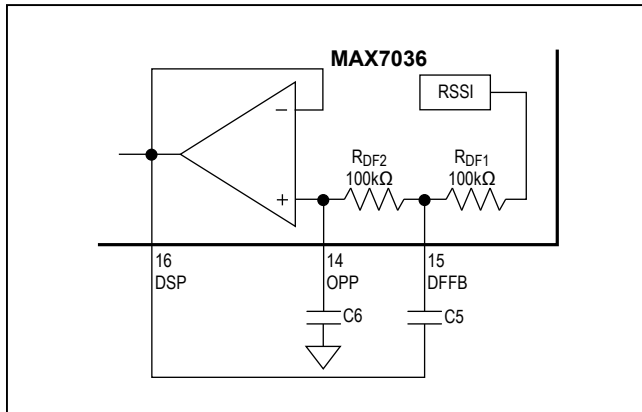 MAX7036
RSSI
−
RDF2
100kΩ
RDF1
100kΩ
+
16
DSP
14
OPP
15
DFFB
C6
C5